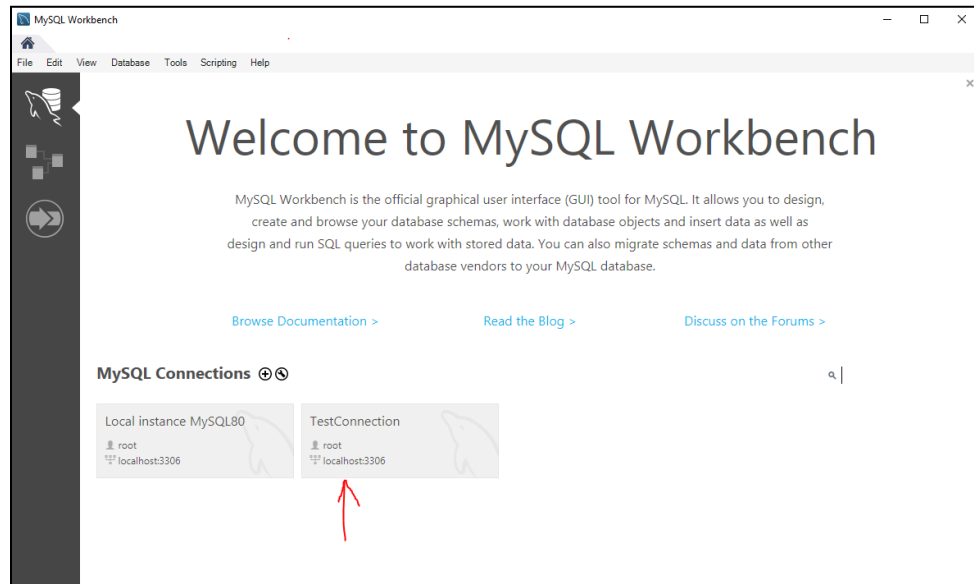 MySQL Workbench
File Edit View Database Tools Scripting Help
Welcome to MySQL Workbench
MySQL Workbench is the official graphical user interface (GUI) tool for MySQL. It allows you to design,
create and browse your database schemas, work with database objects and insert data as well as
design and run SQL queries to work with stored data. You can also migrate schemas and data from other
database vendors to your MySQL database.
Browse Documentation > Read the Blog > Discuss on the Forums >
MySQL Connections
Local instance MySQL80
root
localhost:3306
TestConnection
root
localhost:3306